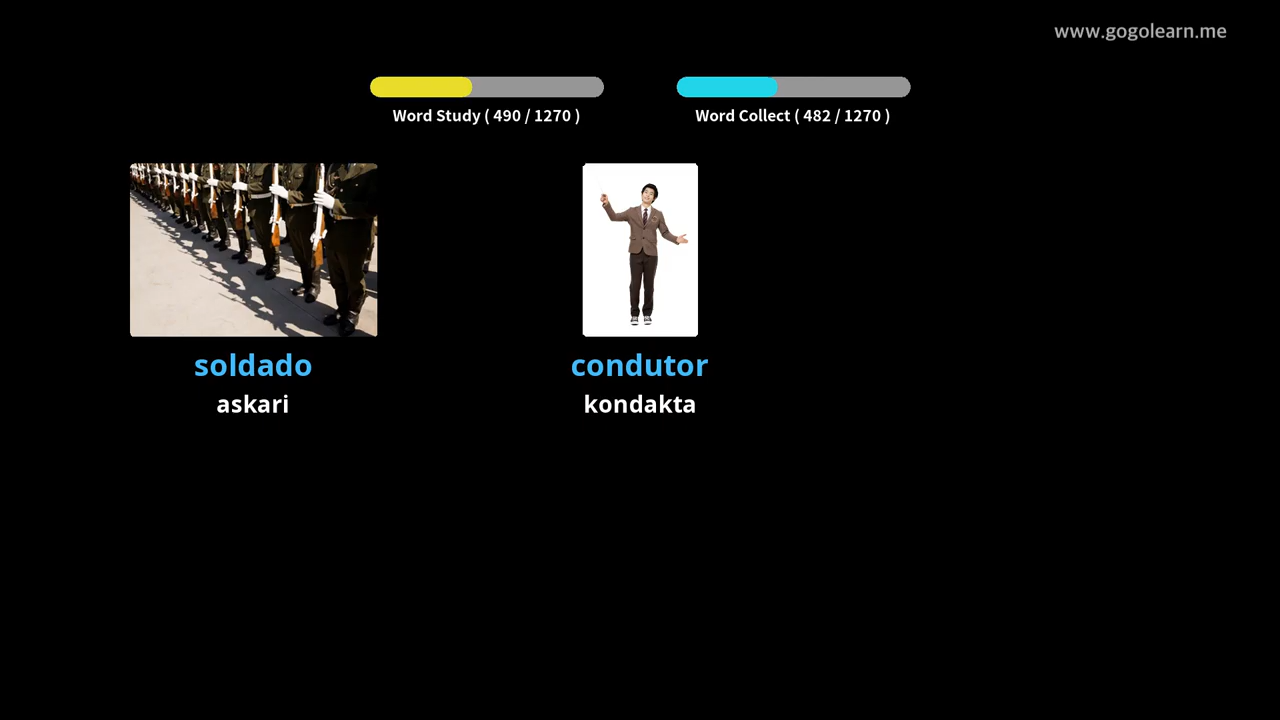 www.gogolearn.me
Word Study ( 490 / 1270 )
Word Collect ( 482 / 1270 )
soldado
askari
condutor
kondakta